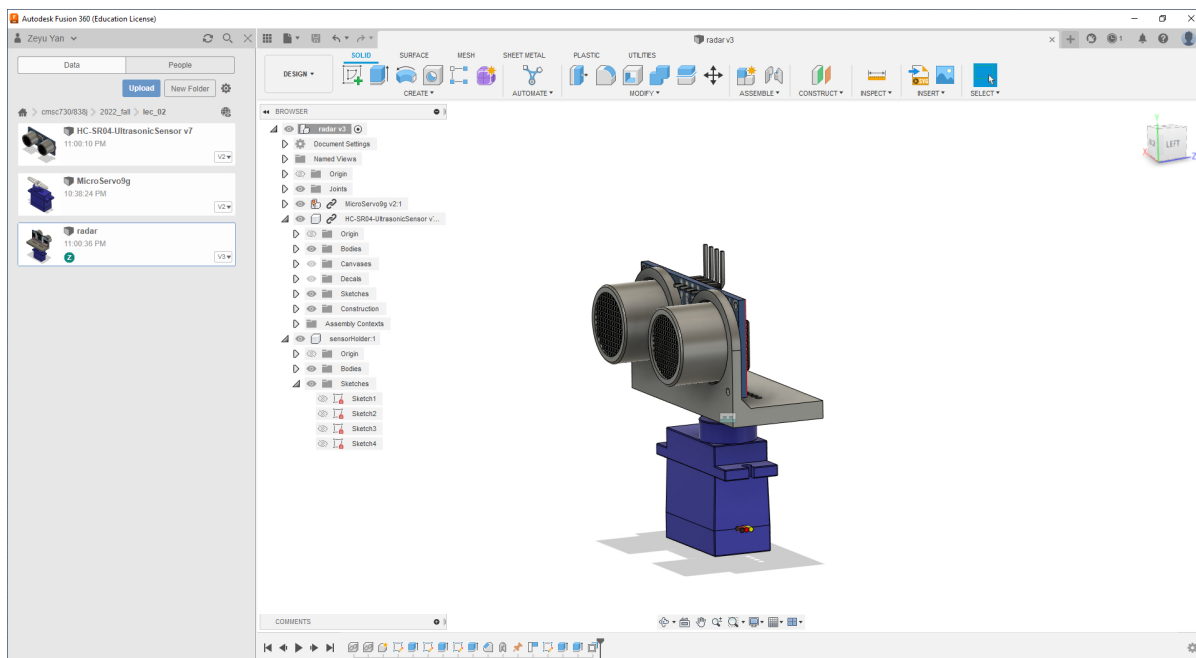 Autodesk Fusion 360 (Education License)
Zeyu Yan
Data
People
Upload
New Folder
cmsc730/838j > 2022_fall > lec_02
HC-SR04-UltrasonicSensor v7
11:00:10 PM
V2
MicroServo9g
10:38:24 PM
V2
radar
11:00:36 PM
Z
V3
radar v3
1
DESIGN
SOLID
SURFACE
MESH
SHEET METAL
PLASTIC
UTILITIES
CREATE
AUTOMATE
MODIFY
ASSEMBLE
CONSTRUCT
INSPECT
INSERT
SELECT
BROWSER
radar v3
Document Settings
Named Views
Origin
Joints
MicroServo9g v2:1
HC-SR04-UltrasonicSensor v'...
Origin
Bodies
Canvases
Decals
Sketches
Construction
Assembly Contexts
sensorHolder:1
Origin
Bodies
Sketches
Sketch1
Sketch2
Sketch3
Sketch4
Y
LEFT
X
Z
COMMENTS